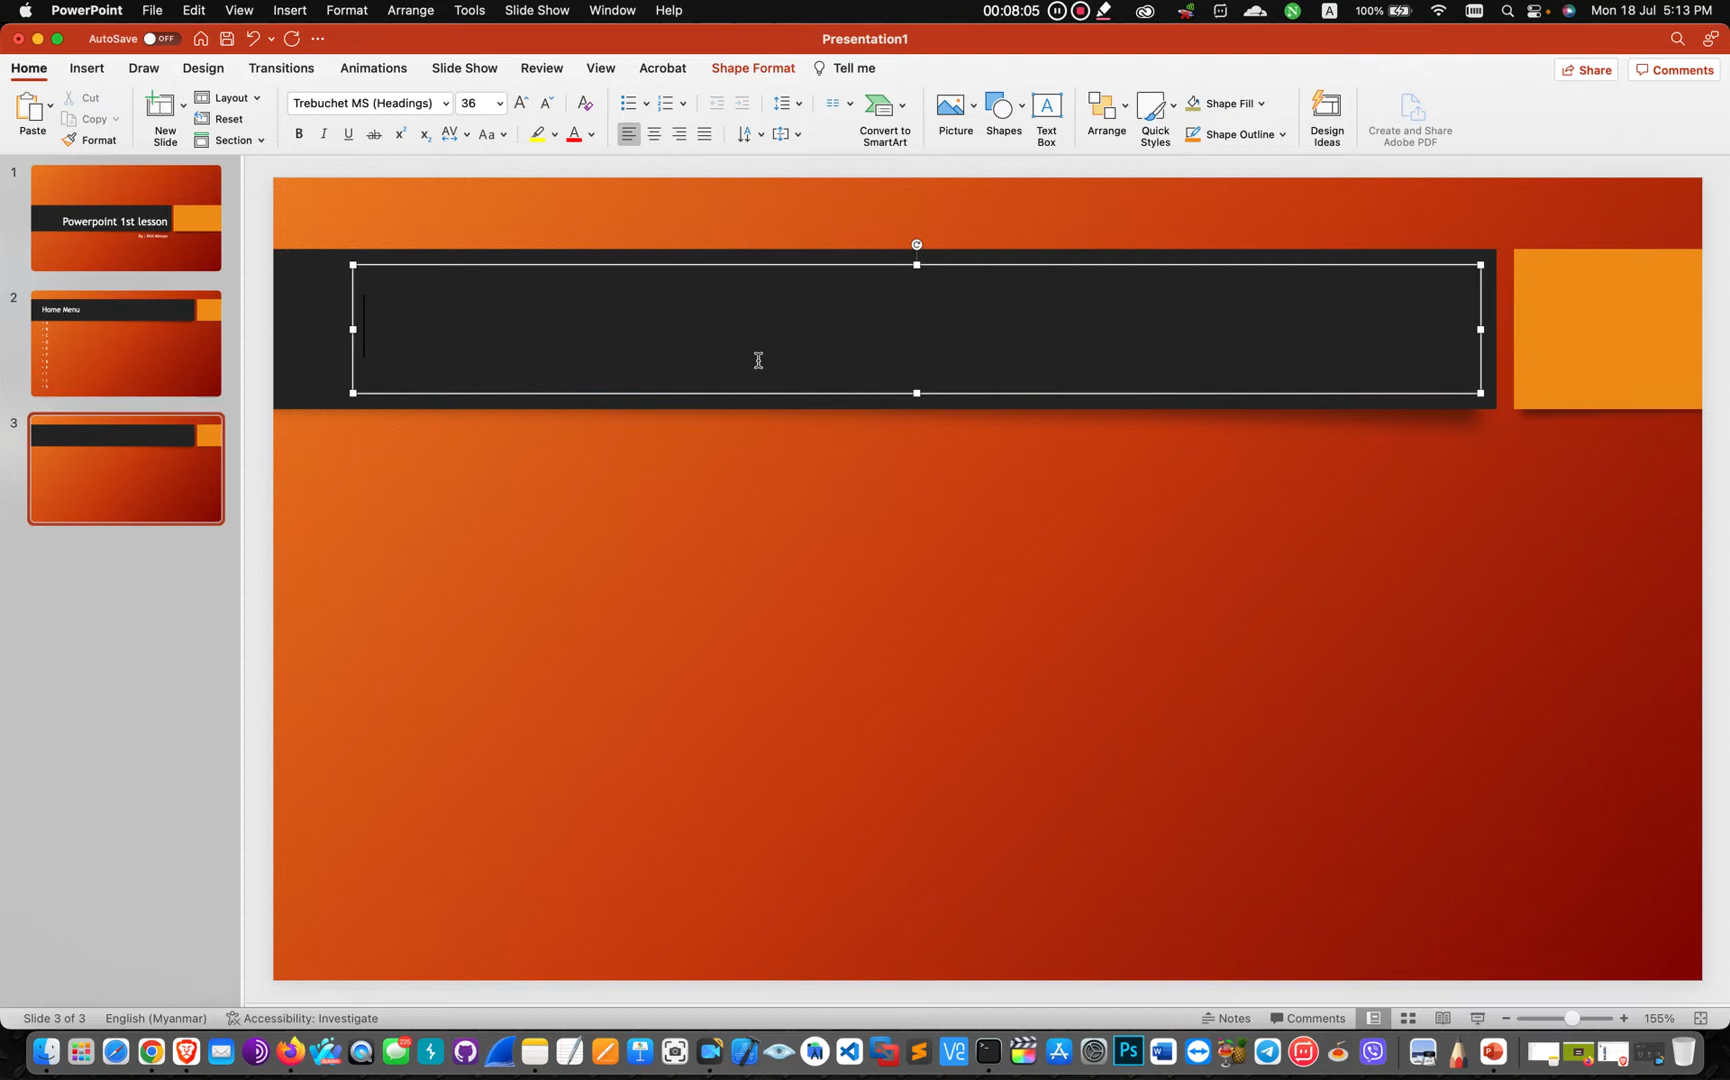 PowerPoint File Edit View Insert Format Arrange Tools Slide Show Window Help 00:08:05 A 100% Mon 18 Jul 5:13 PM
AutoSave OFF Presentation1
Home Insert Draw Design Transitions Animations Slide Show Review View Acrobat Shape Format Tell me Share Comments
Paste Cut Copy Format
New Slide Layout Reset Section
Trebuchet MS (Headings) 36
Convert to SmartArt
Picture Shapes Text Box
Arrange Quick Styles Shape Fill Shape Outline
Design Ideas
Create and Share Adobe PDF
1
Powerpoint 1st lesson
2
Home Menu
3
Slide 3 of 3 English (Myanmar) Accessibility: Investigate Notes Comments 155%
225